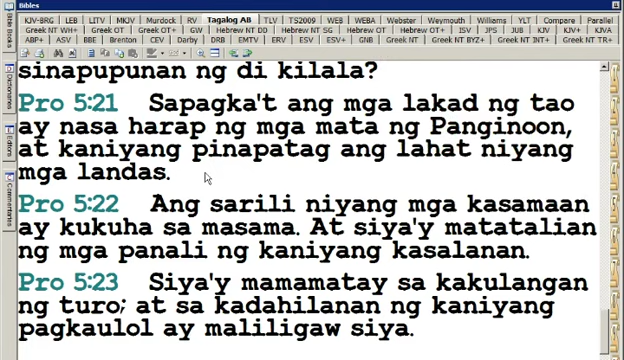 Bibles
KJV-BRG LEB LITV MKJV Murdock RV Tagalog AB TLV TS2009 WEB WEBA Webster Weymouth Williams YLT Compare Parallel
Greek NT WH+ Greek OT Greek OT+ GW Hebrew NT DD Hebrew NT SG Hebrew OT Hebrew OT+ ISV JPS JUB KJV KJV+ KJVA
ABP+ ASV BBE Brenton CEV Darby DRB EMTV ERV ESV ESV+ GNB Greek NT Greek NT BYZ+ Greek NT INT+ Greek NT TR+
Bible Books
Dictionaries
Editors
Commentaries
sinapupunan ng di kilala?
Pro 5:21 Sapagka't ang mga lakad ng tao
ay nasa harap ng mga mata ng Panginoon,
at kaniyang pinapatag ang lahat niyang
mga landas.
Pro 5:22 Ang sarili niyang mga kasamaan
ay kukuha sa masama. At siya'y matatalian
ng mga panali ng kaniyang kasalanan.
Pro 5:23 Siya'y mamamatay sa kakulangan
ng turo; at sa kadahilanan ng kaniyang
pagkaulol ay maliligaw siya.